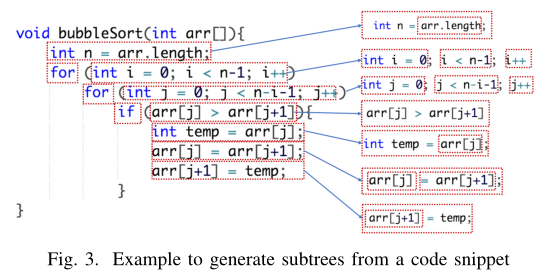 void bubbleSort(int arr[]){
int n = arr.length;
for (int i = 0; i < n-1; i++)
for (int j = 0; j < n-i-1; j++)
if (arr[j] > arr[j+1]){
int temp = arr[j];
arr[j] = arr[j+1];
arr[j+1] = temp;
}
}
int n = arr.length;
int i = 0; i < n-1; i++
int j = 0; j < n-i-1; j++
arr[j] > arr[j+1]
int temp = arr[j];
arr[j] = arr[j+1];
arr[j+1] = temp;
Fig. 3. Example to generate subtrees from a code snippet